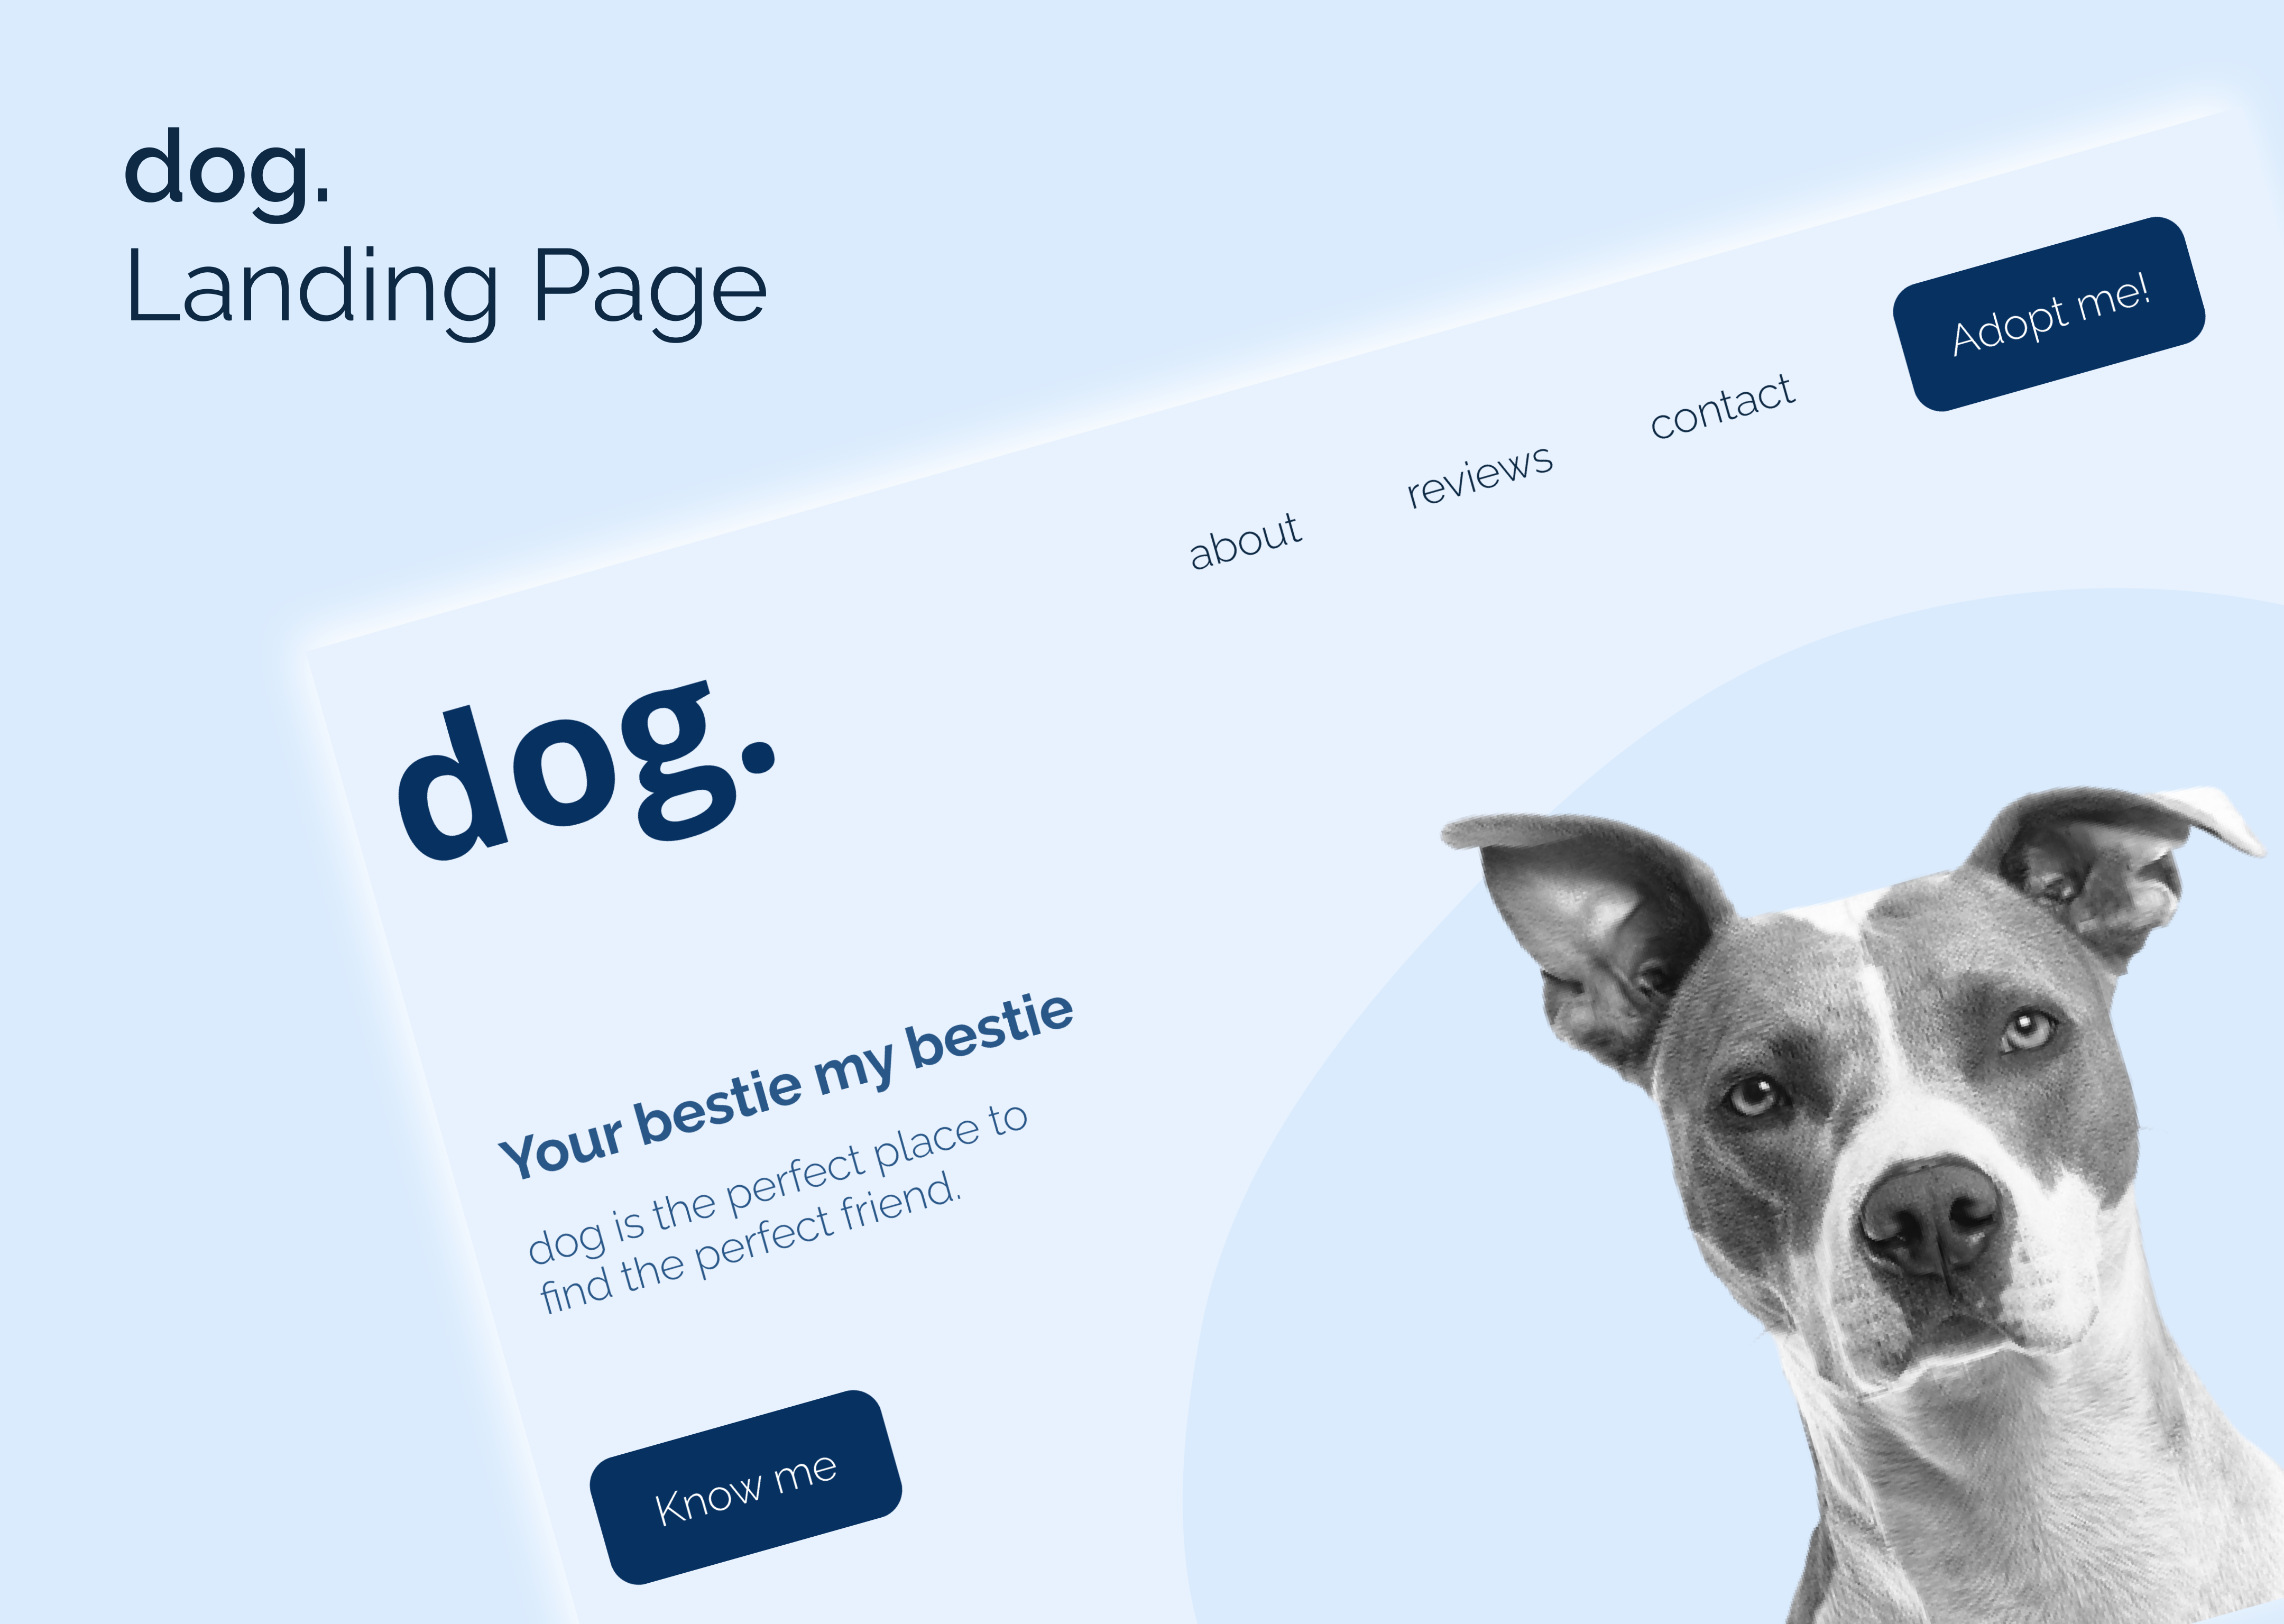 dog.
Landing Page
about
reviews
contact
Adopt me!
dog.
Your bestie my bestie
dog is the perfect place to
find the perfect friend.
Know me